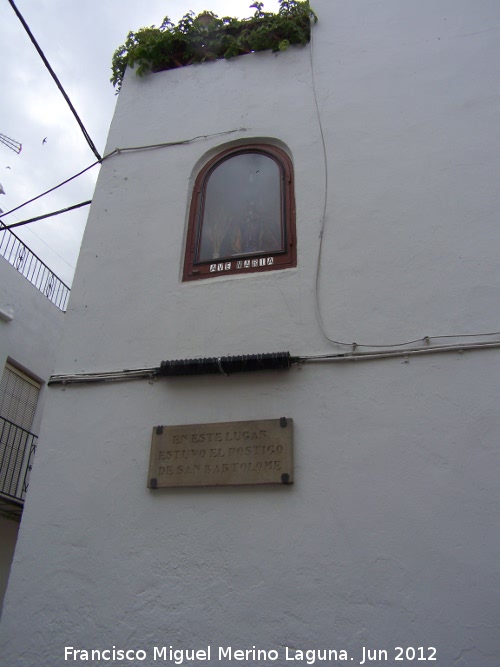 AVE MARIA
EN ESTE LUGAR
ESTUVO EL POSTIGO
DE SAN BARTOLOME
Francisco Miguel Merino Laguna. Jun 2012